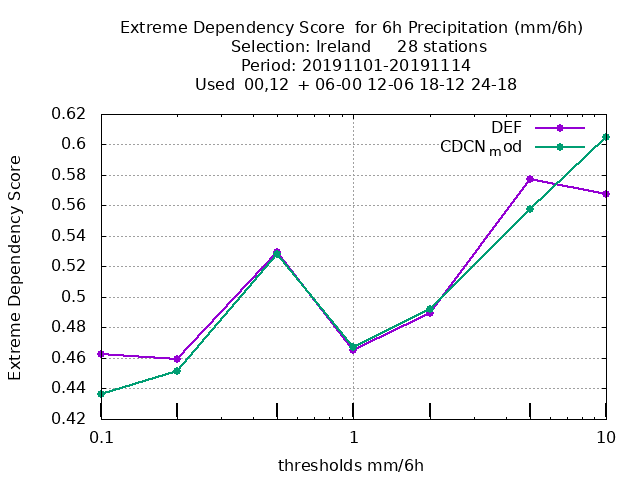 Extreme Dependency Score  for 6h Precipitation (mm/6h)
Selection: Ireland     28 stations
Period: 20191101-20191114
Used  00,12  + 06-00 12-06 18-12 24-18
DEF
CDCN_mod
0.62
0.6
0.58
0.56
0.54
0.52
0.5
0.48
0.46
0.44
0.42
Extreme Dependency Score
0.1
1
10
thresholds mm/6h